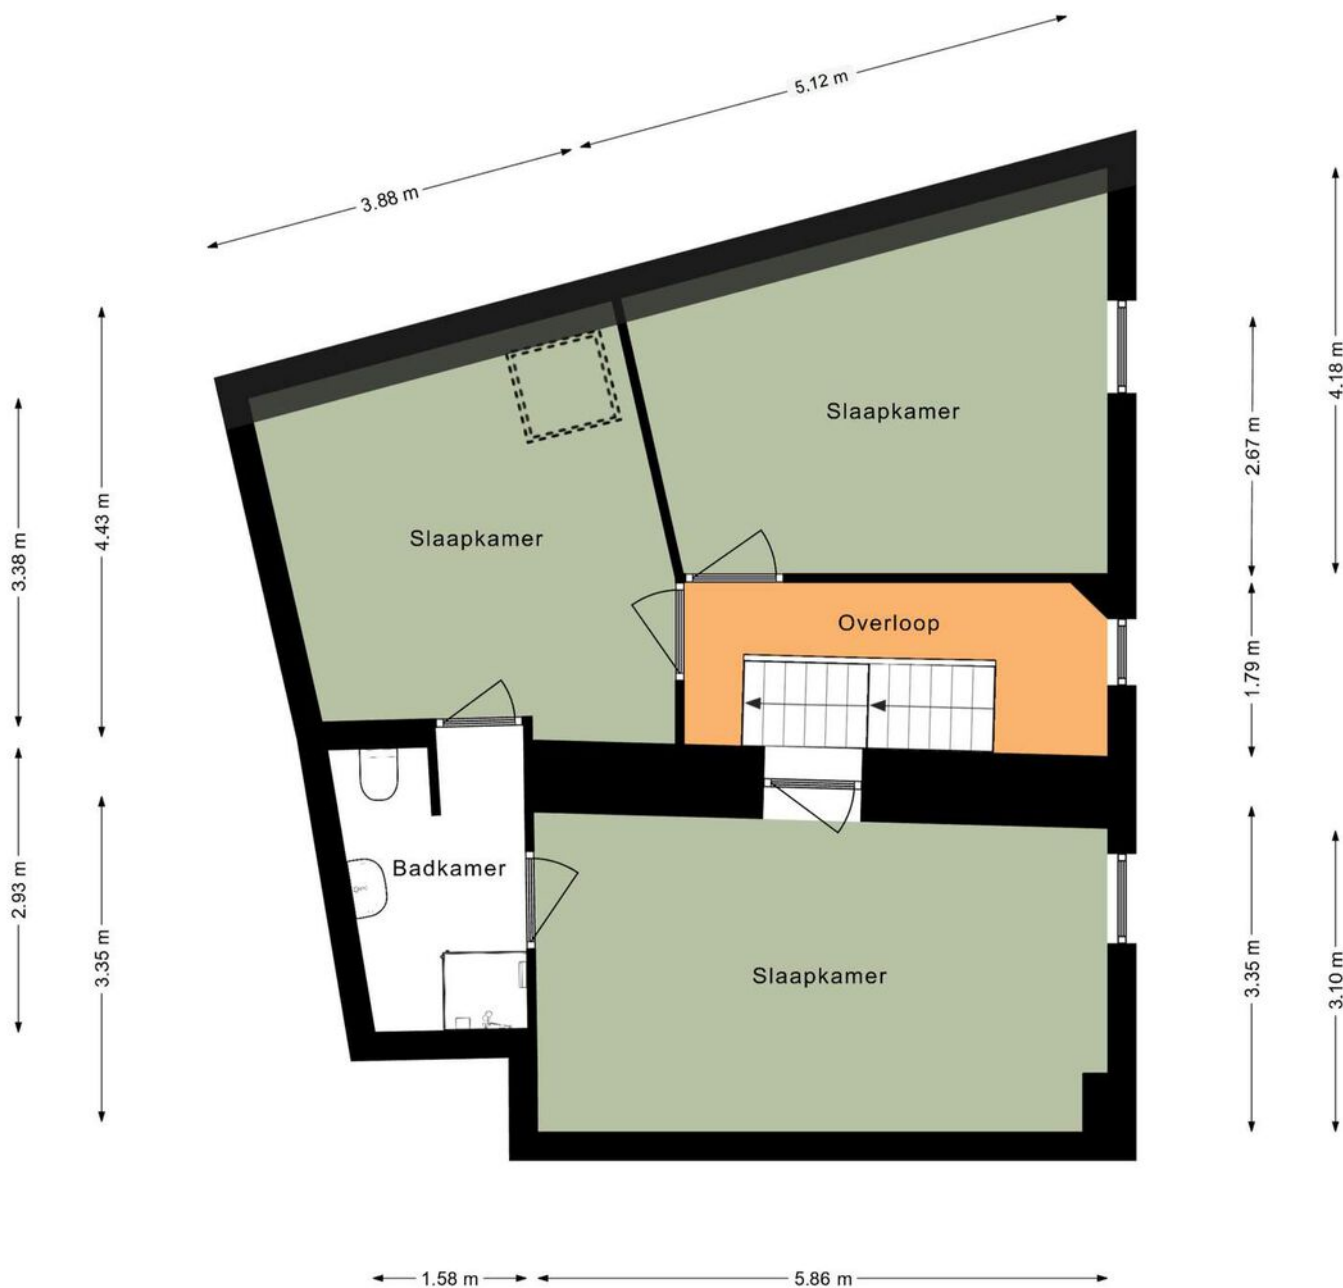 5.12 m
3.88 m
4.18 m
2.67 m
Slaapkamer
4.43 m
3.38 m
Slaapkamer
Overloop
1.79 m
Badkamer
2.93 m
3.35 m
Slaapkamer
3.35 m
3.10 m
1.58 m
5.86 m